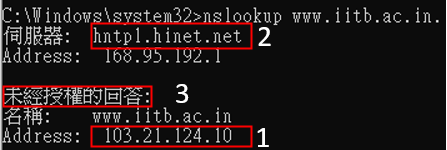 C:\Windows\system32>nslookup www.iitb.ac.in.
伺服器: hntp1.hinet.net 2
Address: 168.95.192.1
未經授權的回答: 3
名稱: www.iitb.ac.in
Address: 103.21.124.10 1